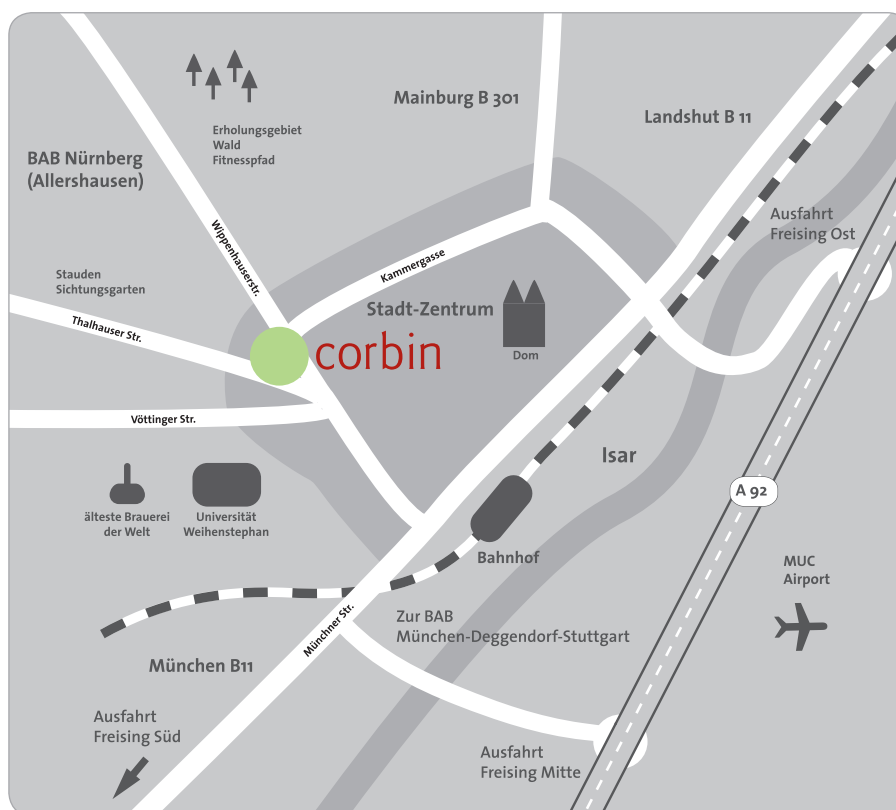 Mainburg B 301
Landshut B 11
Erholungsgebiet
Wald
Fitnesspfad
BAB Nürnberg
(Allershausen)
Ausfahrt
Freising Ost
Wippenhauserstr.
Kammergasse
Stauden
Sichtungsgarten
Stadt-Zentrum
Thalhauser Str.
corbin
Dom
Vöttinger Str.
Isar
A 92
älteste Brauerei
der Welt
Universität
Weihenstephan
Bahnhof
MUC
Airport
Münchner Str.
Zur BAB
München-Deggendorf-Stuttgart
München B11
Ausfahrt
Freising Süd
Ausfahrt
Freising Mitte